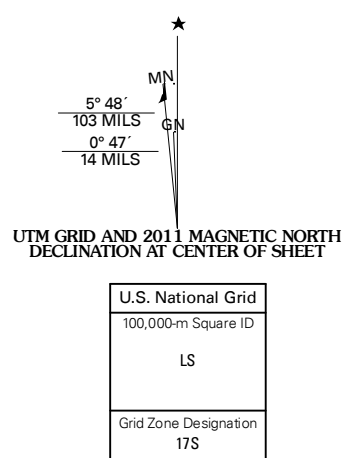 MN
5° 48´
103 MILS
GN
0° 47´
14 MILS
UTM GRID AND 2011 MAGNETIC NORTH
DECLINATION AT CENTER OF SHEET
U.S. National Grid
100,000-m Square ID
LS
Grid Zone Designation
17S